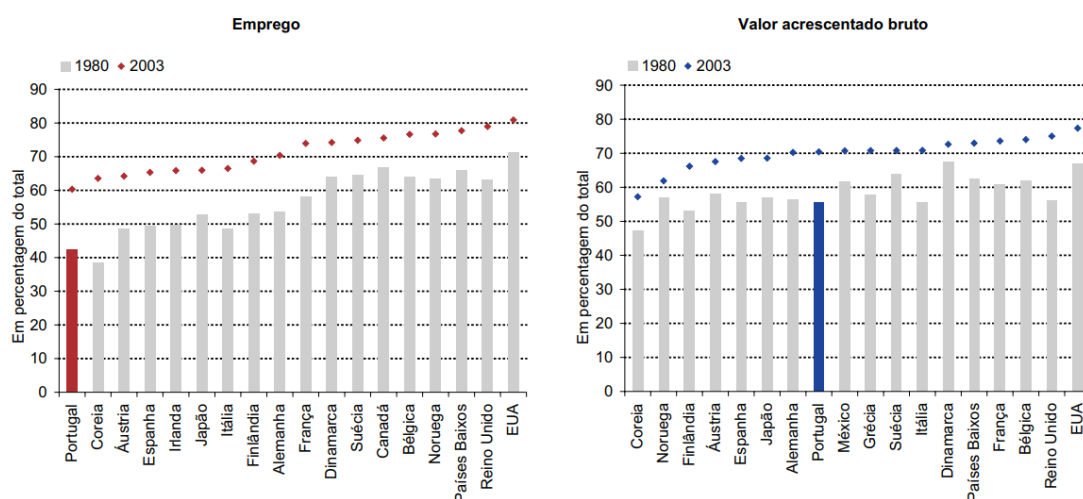 Emprego
1980 2003
Em percentagem do total
90
80
70
60
50
40
30
20
10
0
Portugal
Coreia
Áustria
Espanha
Irlanda
Japão
Itália
Finlândia
Alemanha
França
Dinamarca
Suécia
Canadá
Bélgica
Noruega
Países Baixos
Reino Unido
EUA
Valor acrescentado bruto
1980 2003
Em percentagem do total
90
80
70
60
50
40
30
20
10
0
Coreia
Noruega
Finlândia
Áustria
Espanha
Japão
Alemanha
Portugal
México
Grécia
Suécia
Itália
Dinamarca
Países Baixos
França
Bélgica
Reino Unido
EUA